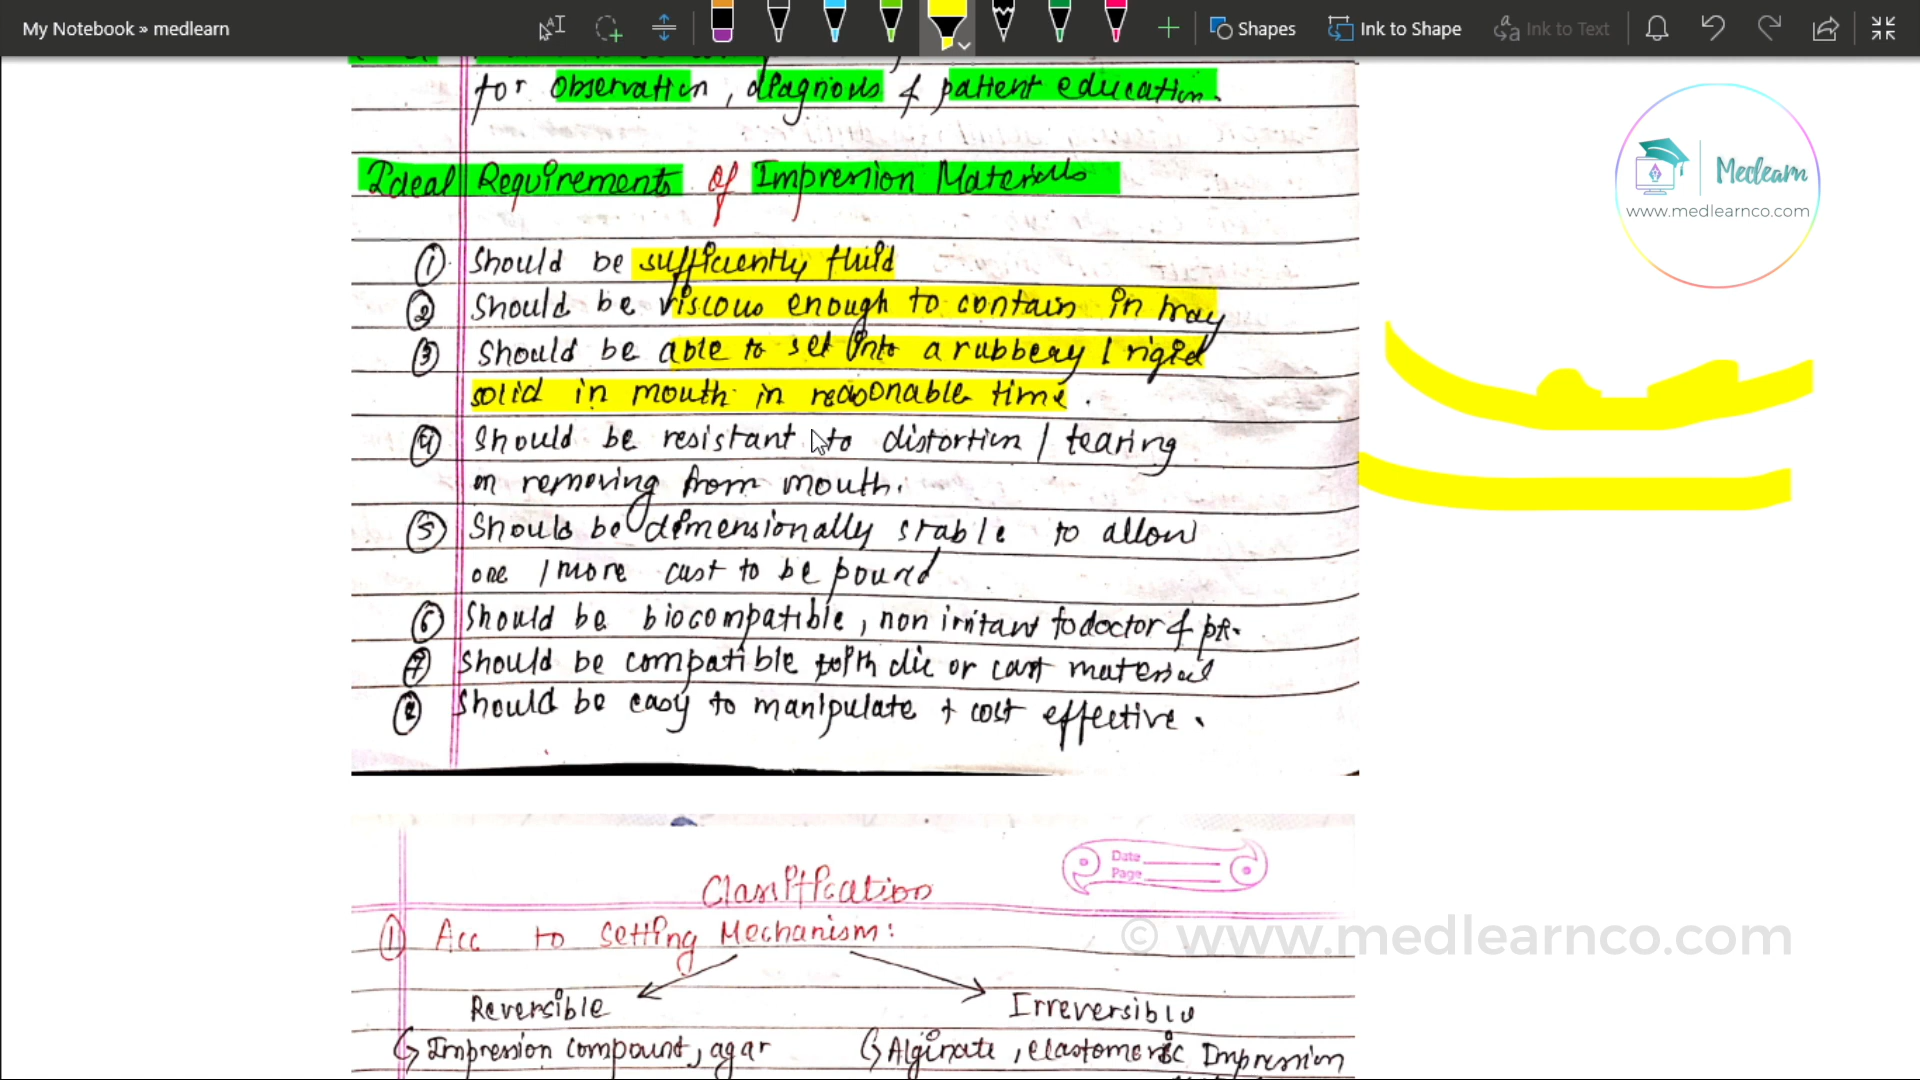 My Notebook » medlearn
Shapes
Ink to Shape
Ink to Text
for observation, diagnosis & patient education.
Medlearn
www.medlearnco.com
Ideal Requirements of Impression Materials
① Should be sufficiently fluid
② Should be viscous enough to contain in tray
③ Should be able to set into a rubbery / rigid
solid in mouth in reasonable time.
④ Should be resistant to distortion / tearing
on removing from mouth.
⑤ Should be dimensionally stable to allow
one / more cast to be pound
⑥ Should be biocompatible, non irritant to doctor & pt.
⑦ Should be compatible with die or cast material
⑧ Should be easy to manipulate + cost effective.
Date
Page
Classification
① Acc to Setting Mechanism:
© www.medlearnco.com
Reversible Irreversible
Impression compound, agar Alginate, elastomeric Impression